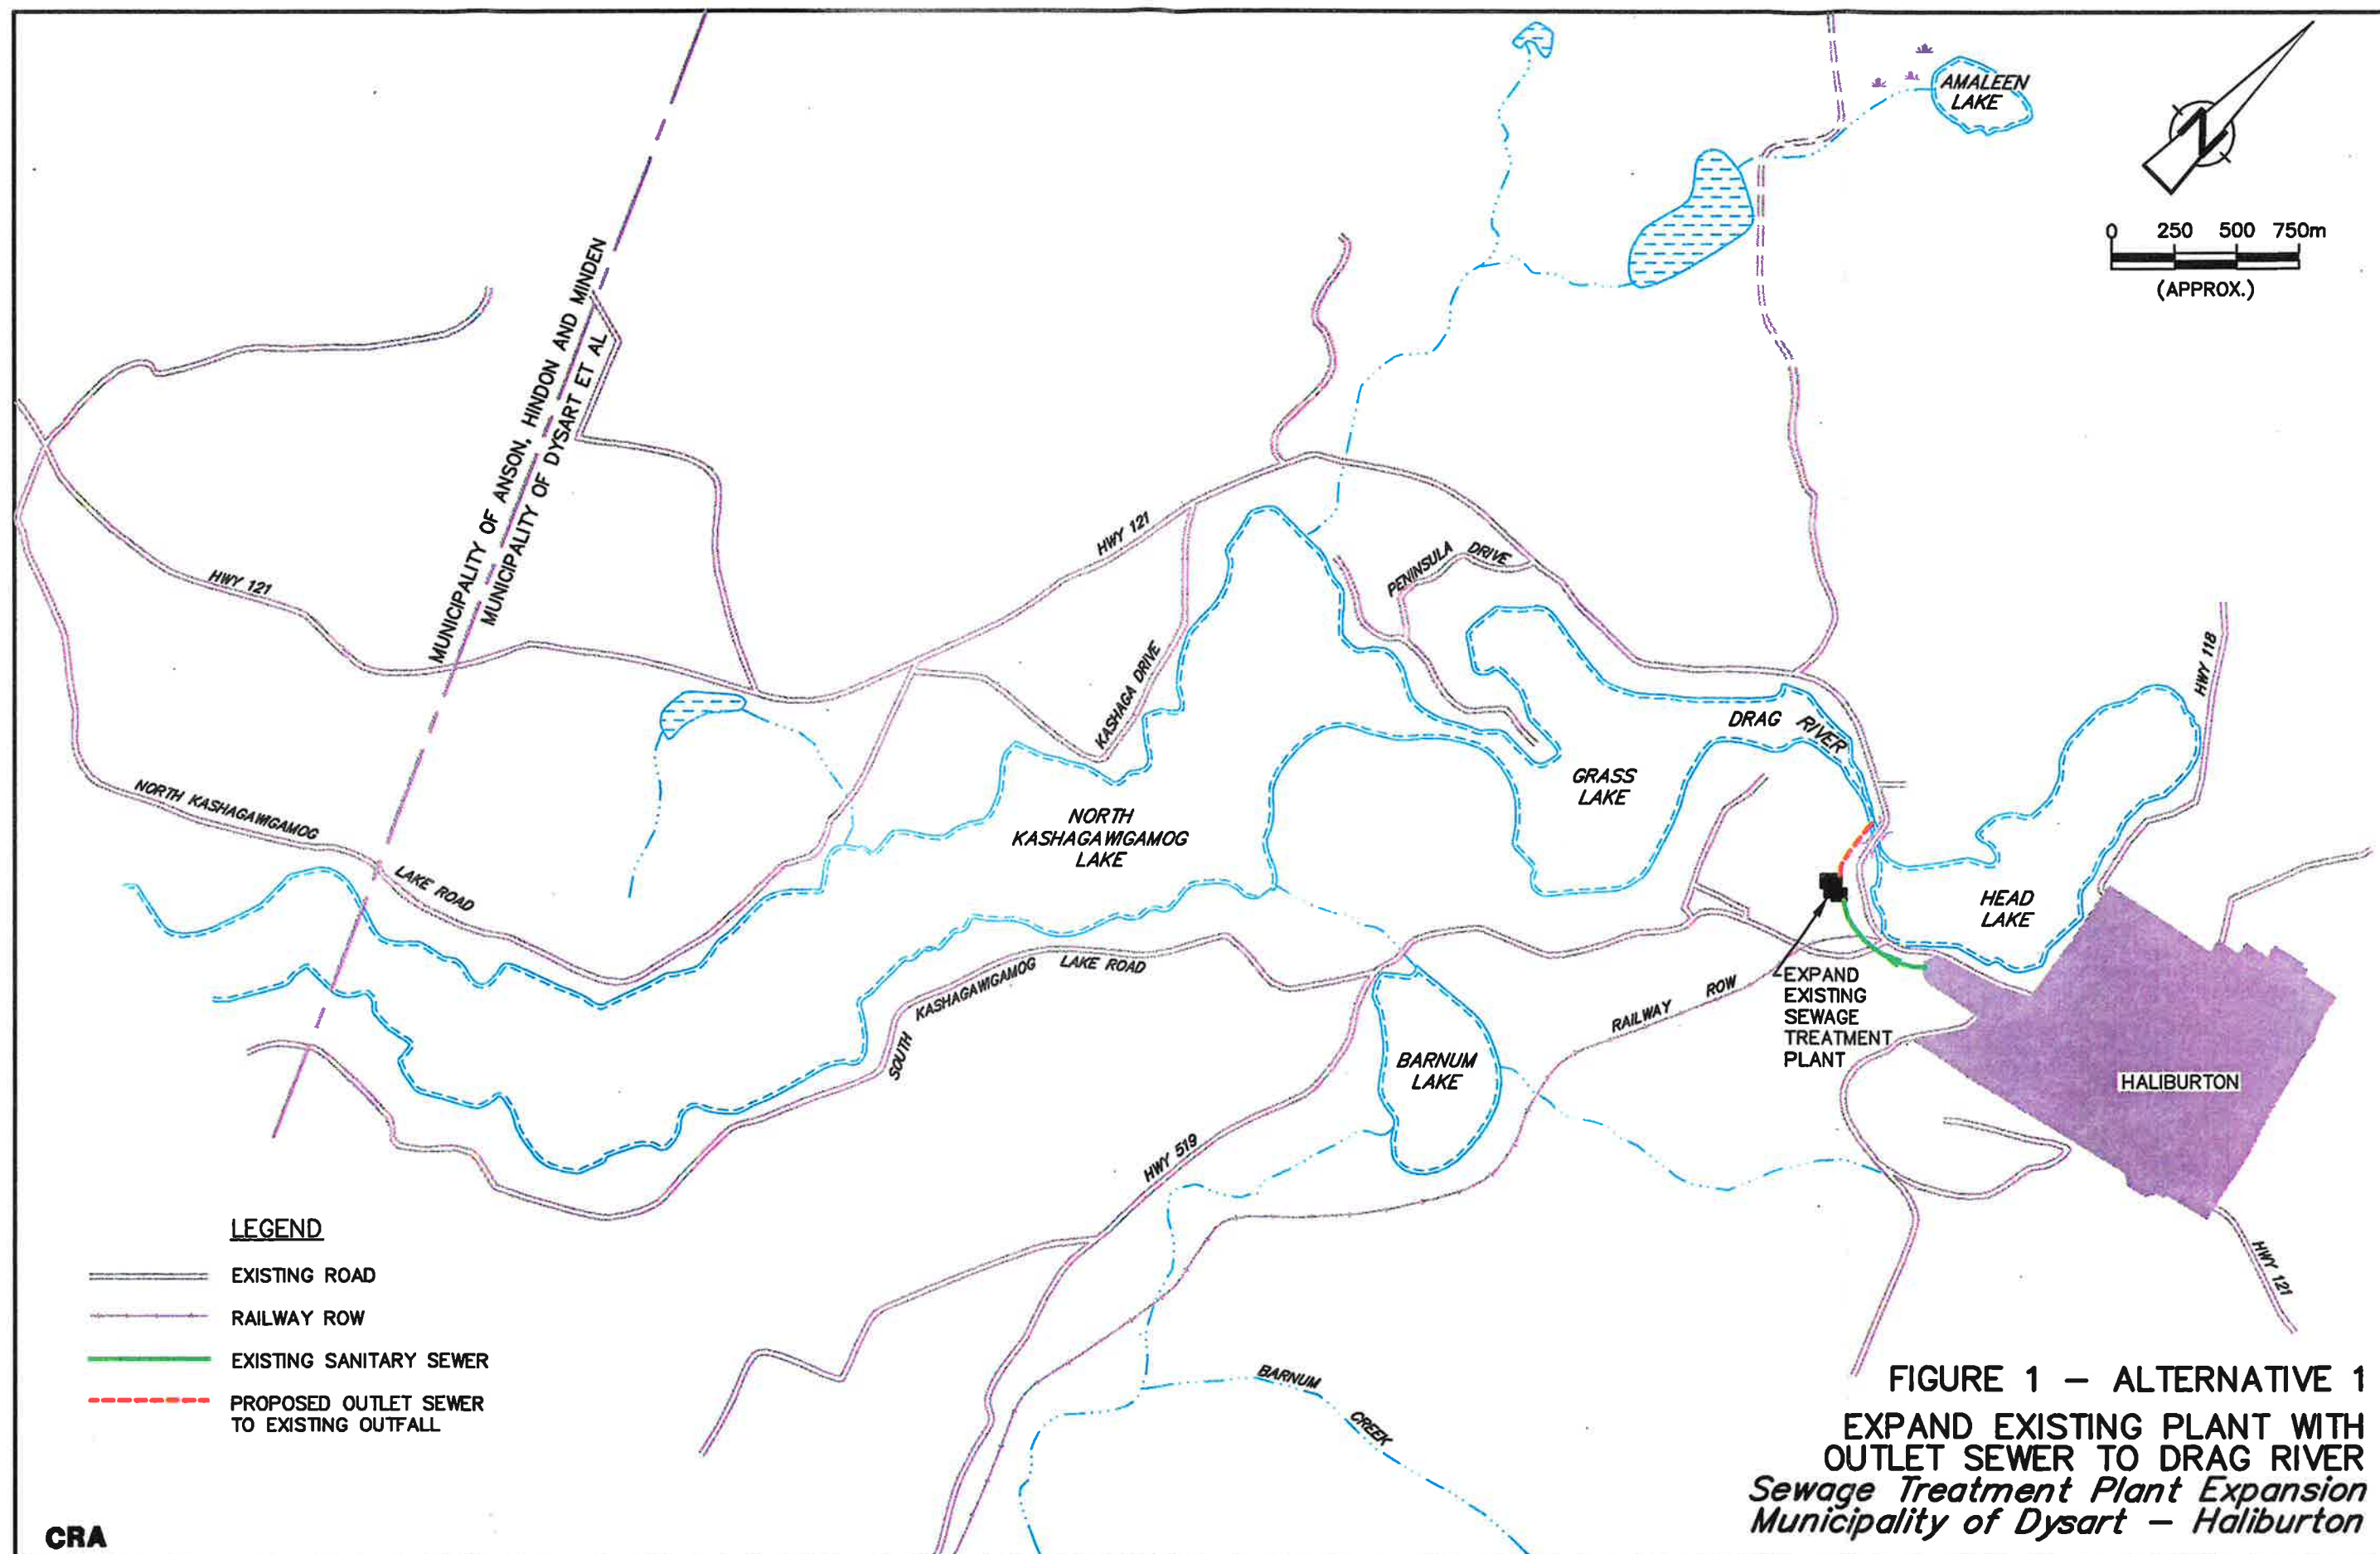 AMALEEN
LAKE
N
0 250 500 750m
(APPROX.)
MUNICIPALITY OF ANSON, HINDON AND MINDEN
MUNICIPALITY OF DYSART ET AL
HWY 121
HWY 121
PENINSULA DRIVE
KASHAGA DRIVE
HWY 118
DRAG RIVER
GRASS
LAKE
NORTH KASHAGAWIGAMOG
LAKE ROAD
NORTH
KASHAGAWIGAMOG
LAKE
HEAD
LAKE
SOUTH KASHAGAWIGAMOG LAKE ROAD
RAILWAY ROW
EXPAND
EXISTING
SEWAGE
TREATMENT
PLANT
BARNUM
LAKE
HALIBURTON
HWY 519
HWY 121
BARNUM CREEK
LEGEND
EXISTING ROAD
RAILWAY ROW
EXISTING SANITARY SEWER
PROPOSED OUTLET SEWER
TO EXISTING OUTFALL
FIGURE 1 – ALTERNATIVE 1
EXPAND EXISTING PLANT WITH
OUTLET SEWER TO DRAG RIVER
Sewage Treatment Plant Expansion
Municipality of Dysart – Haliburton
CRA